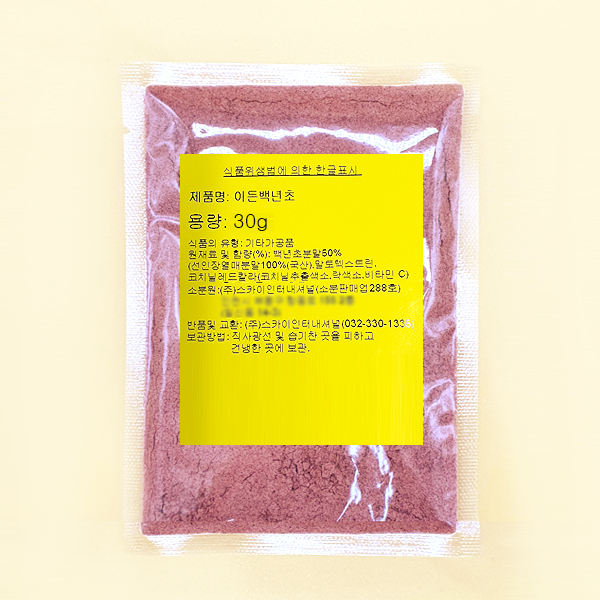 식품위생법에 의한 한글표시
제품명: 이든백년초
용량: 30g
식품의 유형: 기타가공품
원재료 및 함량(%): 백년초분말50%
(선인장열매분말100%(국산),말토덱스트린,
코치닐레드칼라(코치닐추출색소,락색소,비타민 C)
소분원:(주)스카이인터내셔널(소분판매업288호)
반품및 교환: (주)스카이인터내셔널(032-330-1335)
보관방법: 직사광선 및 습기찬 곳을 피하고
건냉한 곳에 보관.